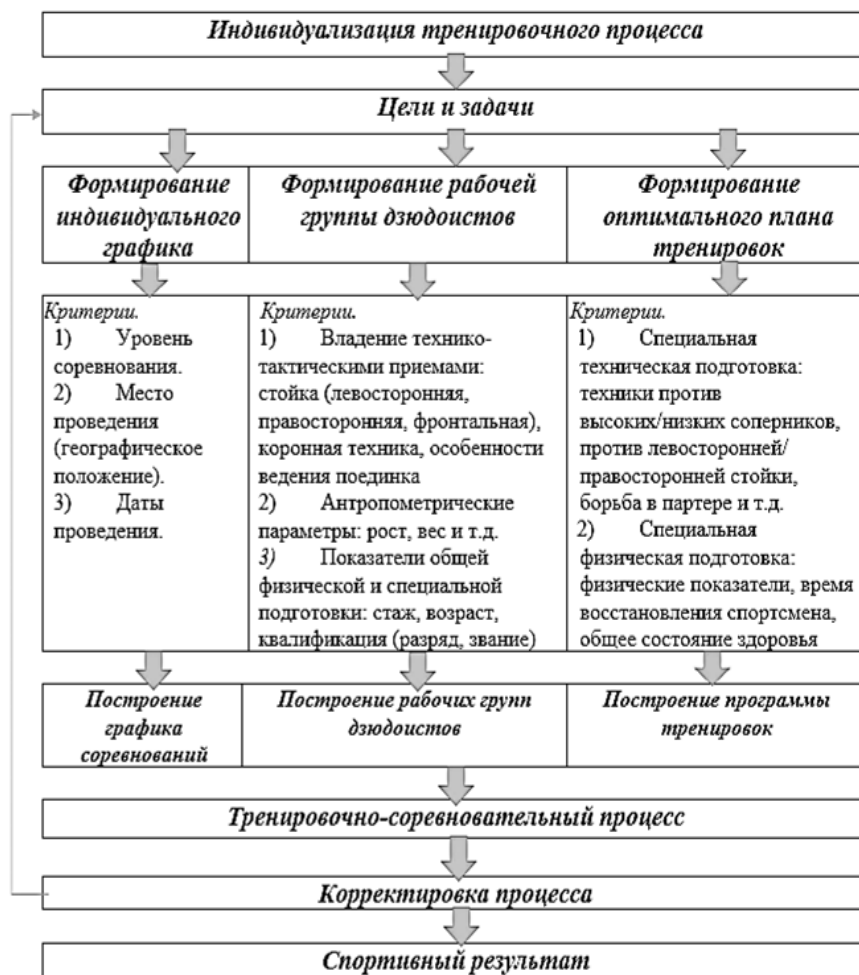 Индивидуализация тренировочного процесса
Цели и задачи
Формирование
индивидуального
графика
Формирование рабочей
группы дзюдоистов
Формирование
оптимального плана
тренировок
Критерии.
1) Уровень
соревнования.
2) Место
проведения
(географическое
положение).
3) Даты
проведения.
Критерии.
1) Владение технико-
тактическими приемами:
стойка (левосторонняя,
правосторонняя, фронтальная),
коронная техника, особенности
ведения поединка
2) Антропометрические
параметры: рост, вес и т.д.
3) Показатели общей
физической и специальной
подготовки: стаж, возраст,
квалификация (разряд, звание)
Критерии.
1) Специальная
техническая подготовка:
техники против
высоких/низких соперников,
против левосторонней/
правосторонней стойки,
борьба в партере и т.д.
2) Специальная
физическая подготовка:
физические показатели, время
восстановления спортсмена,
общее состояние здоровья
Построение
графика
соревнований
Построение рабочих групп
дзюдоистов
Построение программы
тренировок
Тренировочно-соревновательный процесс
Корректировка процесса
Спортивный результат